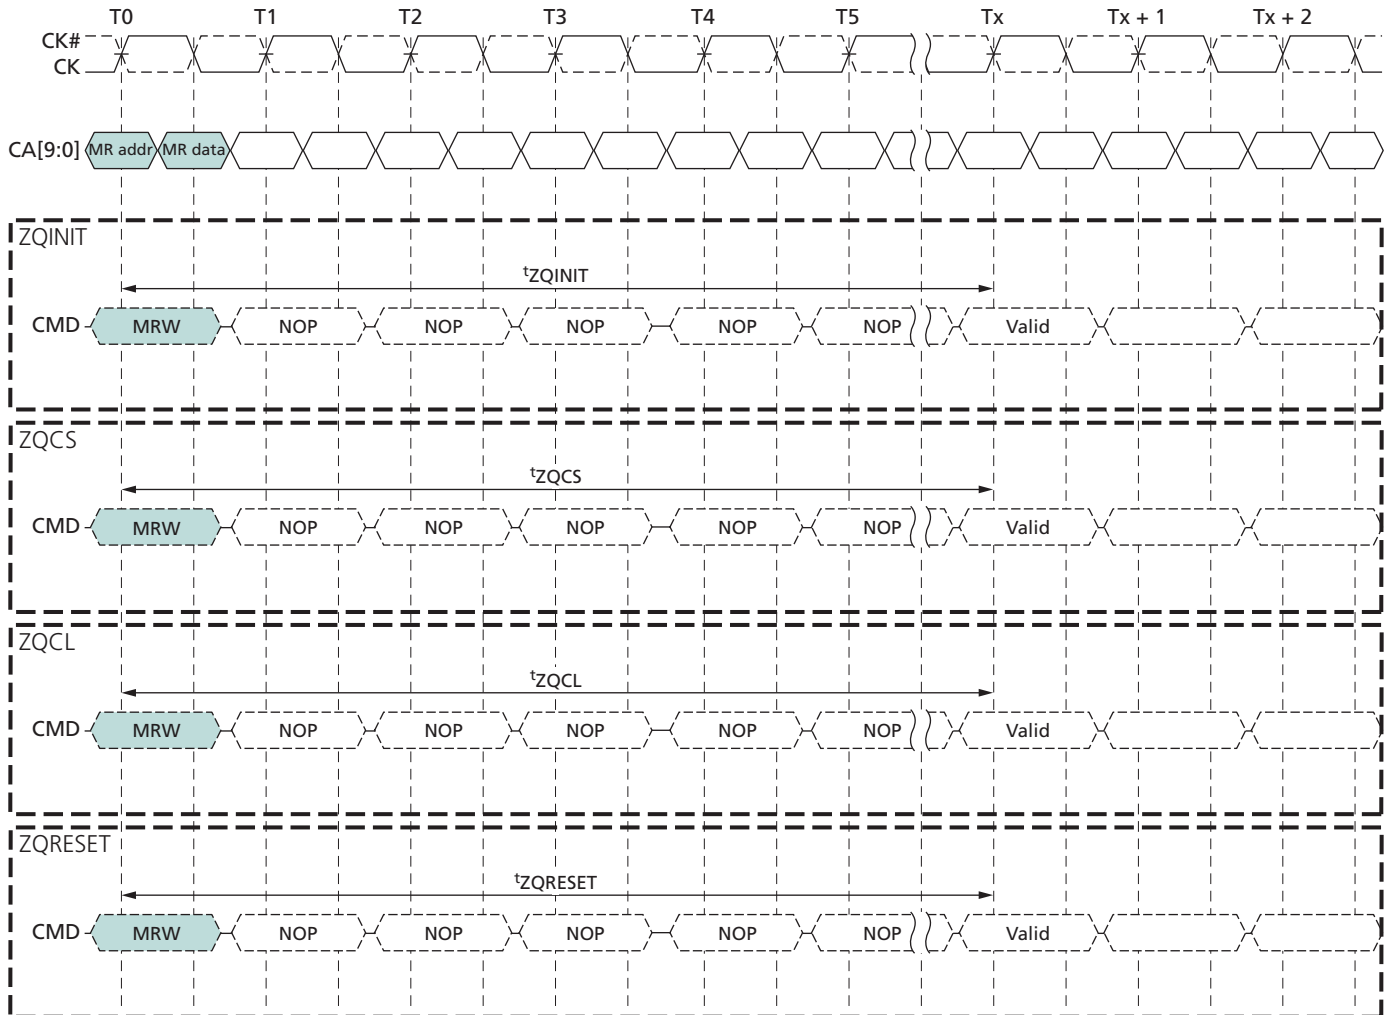 T0 T1 T2 T3 T4 T5 Tx Tx + 1 Tx + 2
CK#
CK
CA[9:0] MR addr MR data
ZQINIT
tZQINIT
CMD MRW NOP NOP NOP NOP NOP Valid
ZQCS
tZQCS
CMD MRW NOP NOP NOP NOP NOP Valid
ZQCL
tZQCL
CMD MRW NOP NOP NOP NOP NOP Valid
ZQRESET
tZQRESET
CMD MRW NOP NOP NOP NOP NOP Valid